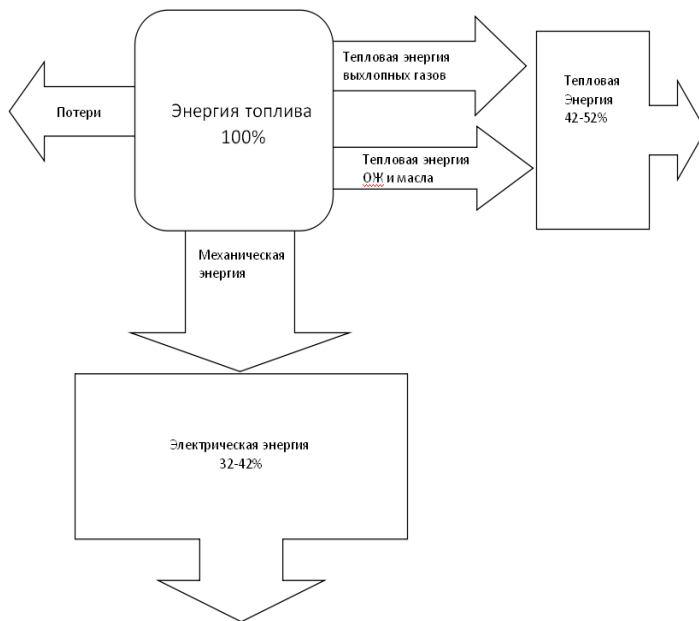 Потери
Энергия топлива
100%
Тепловая энергия
выхлопных газов
Тепловая энергия
ОЖ и масла
Тепловая
Энергия
42-52%
Механическая
энергия
Электрическая энергия
32-42%